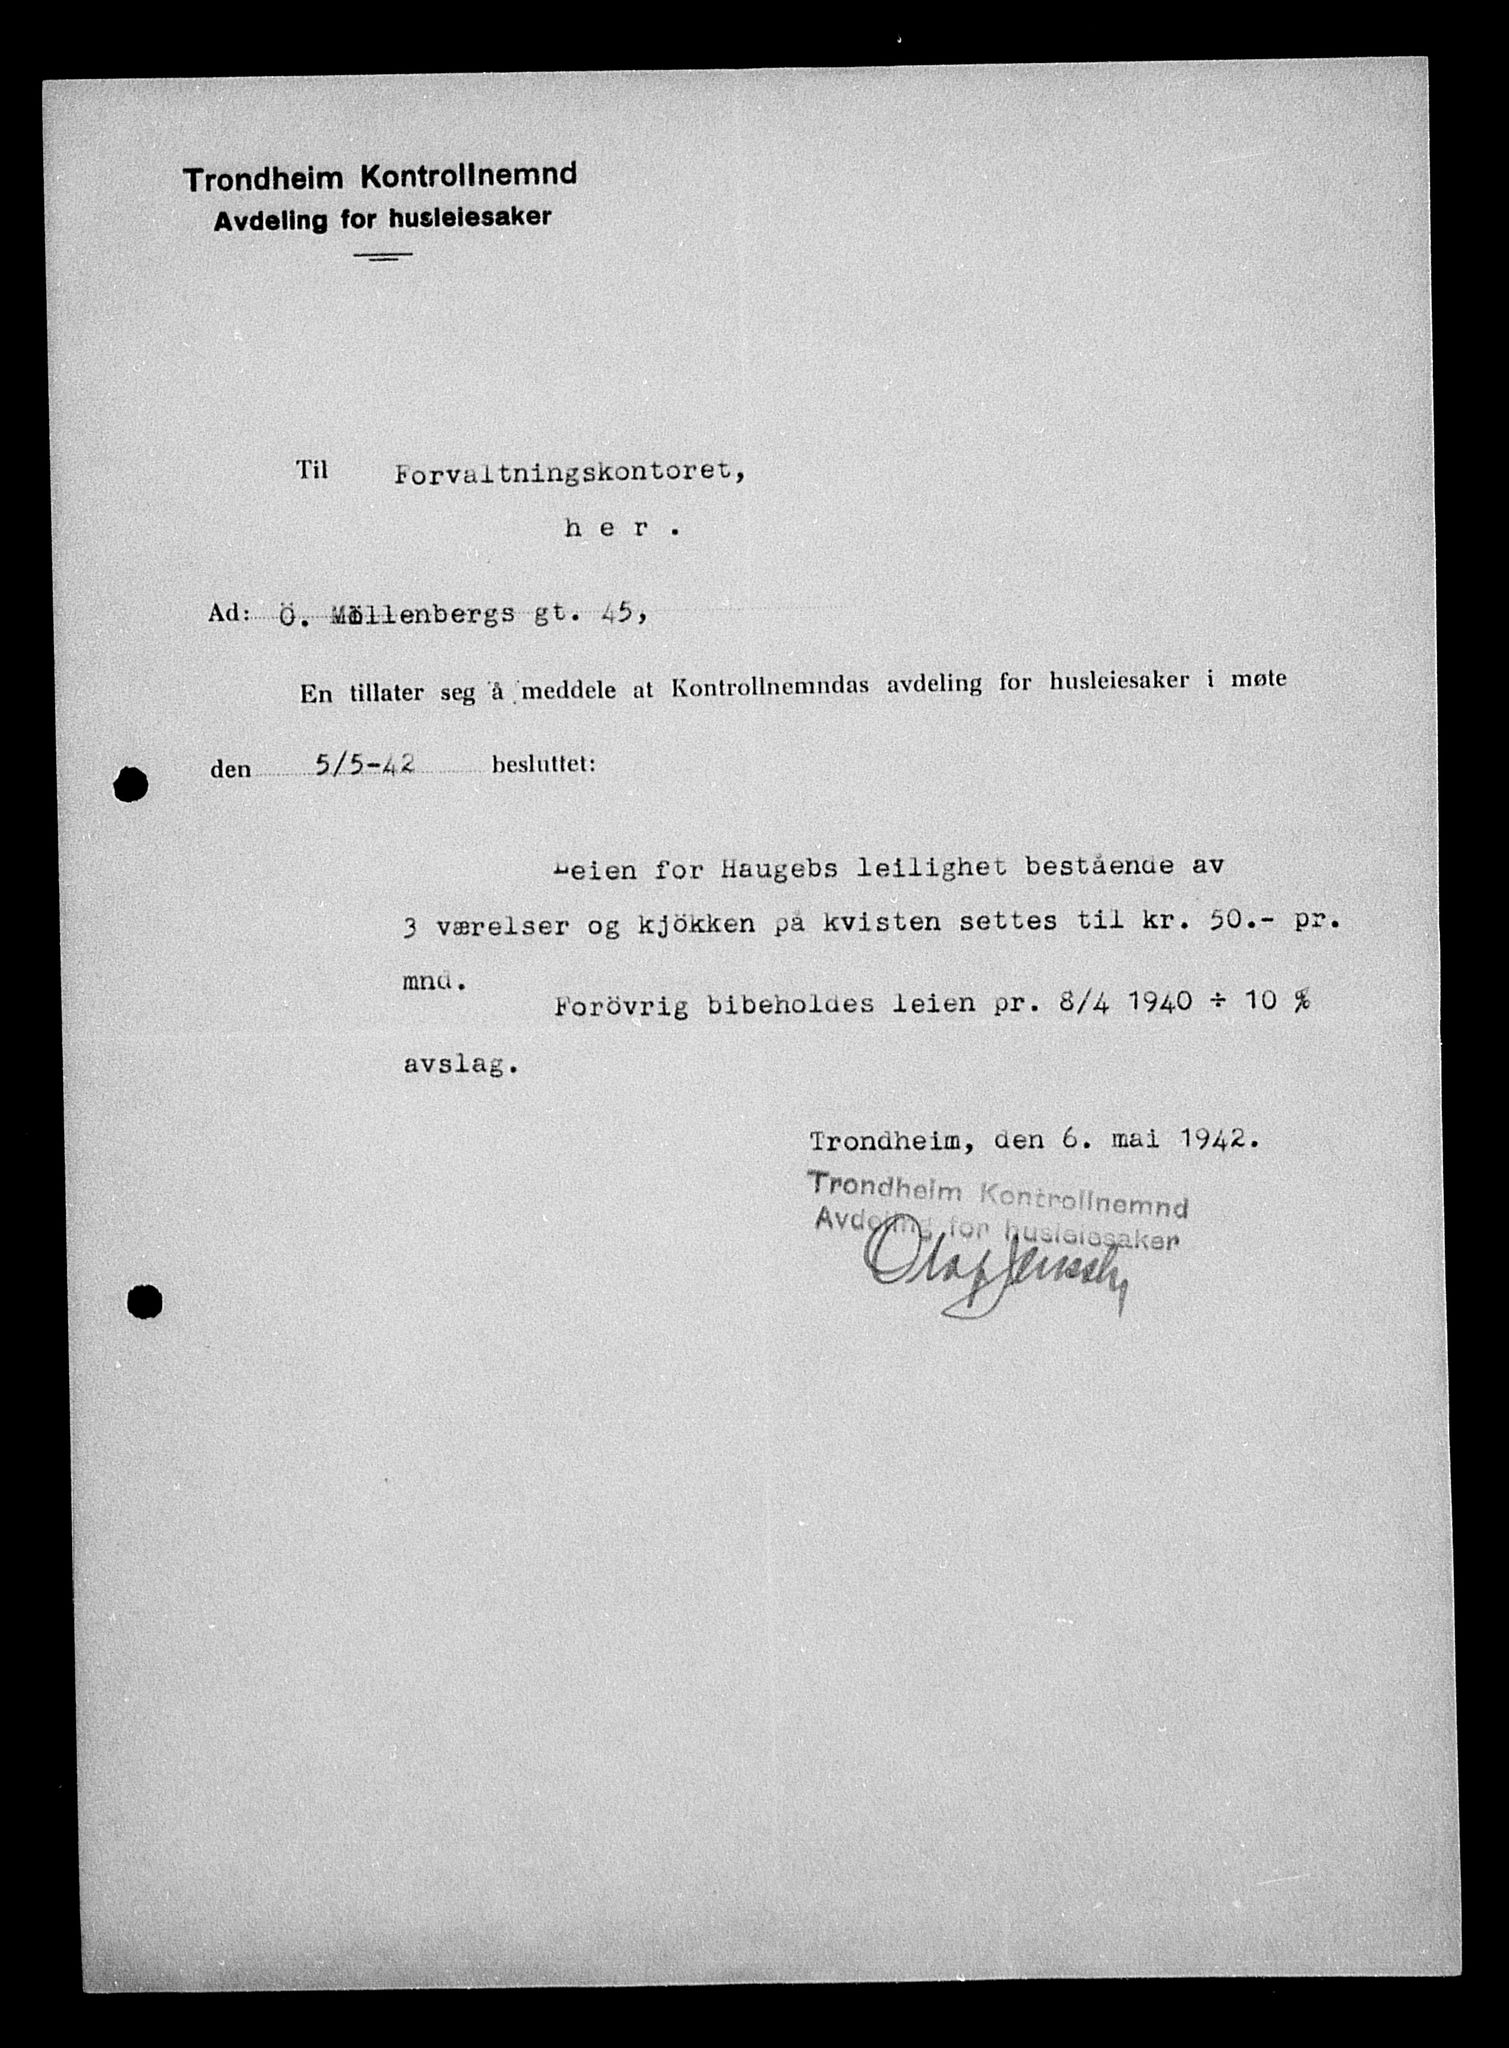 Trondheim Kontrollnemnd
Avdeling for husleiesaker
Til Forvaltningskontoret,
her.
Ad: Ö. Möllenbergs gt. 45,
En tillater seg å meddele at Kontrollnemndas avdeling for husleiesaker i møte
den 5/5-42 besluttet:
Leien for Haugebs leilighet bestående av
3 værelser og kjökken på kvisten settes til kr. 50.- pr.
mnd.
Forövrig bibeholdes leien pr. 8/4 1940 ÷ 10 %
avslag.
Trondheim, den 6. mai 1942.
Trondheim Kontrollnemnd
Avdeling for husleiesaker